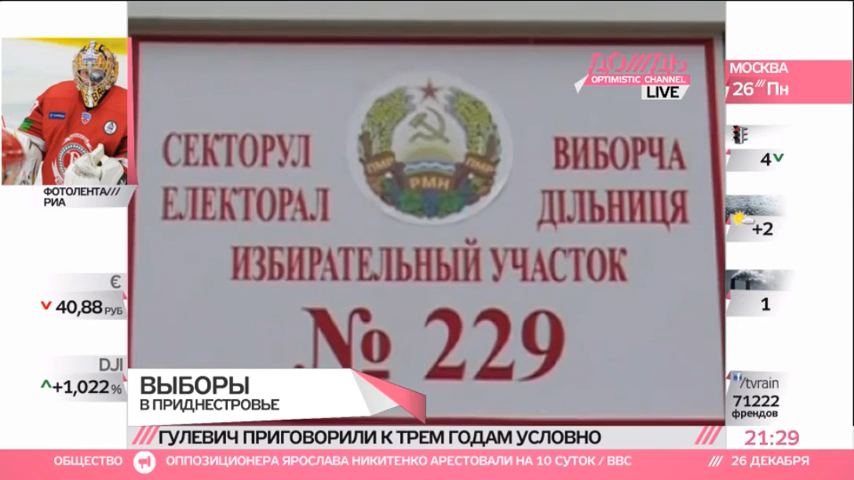 ДОЖДЬ
OPTIMISTIC CHANNEL
LIVE
МОСКВА
26 Пн
СЕКТОРУЛ
ЕЛЕКТОРАЛ
ПМР ПМР
РМН
ВИБОРЧА
ДІЛЬНИЦЯ
ИЗБИРАТЕЛЬНЫЙ УЧАСТОК
№ 229
ФОТОЛЕНТА///
РИА
4
+2
1
€
40,88 РУБ
DJI
+1,022 %
/tvrain
71222
френдов
ВЫБОРЫ
В ПРИДНЕСТРОВЬЕ
/// ГУЛЕВИЧ ПРИГОВОРИЛИ К ТРЕМ ГОДАМ УСЛОВНО /// 21:29
ОБЩЕСТВО ОППОЗИЦИОНЕРА ЯРОСЛАВА НИКИТЕНКО АРЕСТОВАЛИ НА 10 СУТОК / BBC /// 26 ДЕКАБРЯ